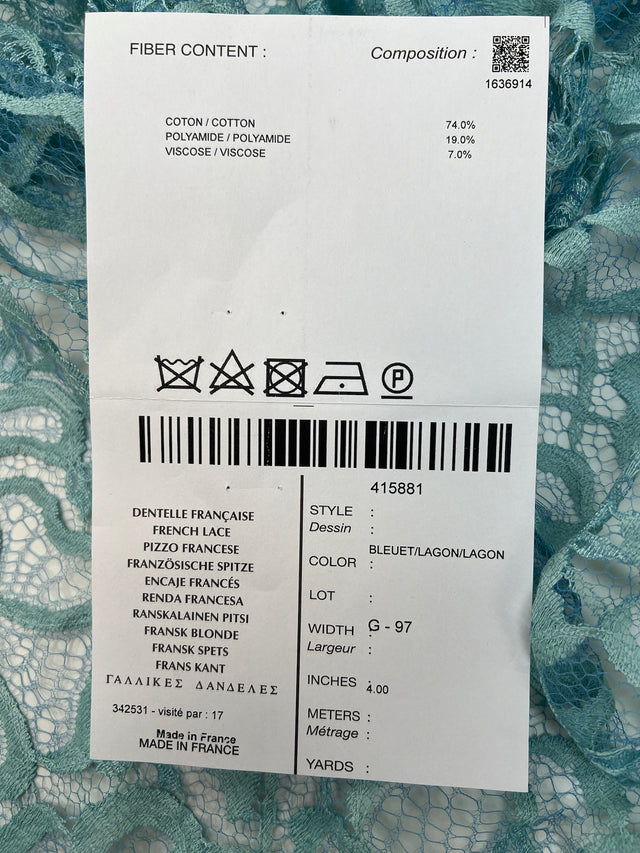 FIBER CONTENT : Composition :
1636914
COTON / COTTON 74.0%
POLYAMIDE / POLYAMIDE 19.0%
VISCOSE / VISCOSE 7.0%
P
415881
DENTELLE FRANÇAISE
FRENCH LACE
PIZZO FRANCESE
FRANZÖSISCHE SPITZE
ENCAJE FRANCÉS
RENDA FRANCESA
RANSKALAINEN PITSI
FRANSK BLONDE
FRANSK SPETS
FRANS KANT
ΓΑΛΛΙΚΕΣ ΔΑΝΔΕΛΕΣ
342531 - visité par : 17
Made in France
MADE IN FRANCE
STYLE :
Dessin :
COLOR : BLEUET/LAGON/LAGON
LOT :
WIDTH : G - 97
Largeur :
INCHES : 4.00
METERS :
Métrage :
YARDS :